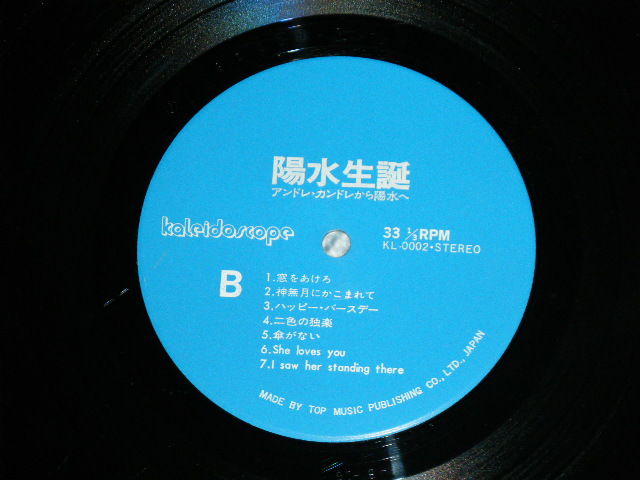 陽水生誕
アンドレ・カンドレから陽水へ
kaleidoscope
33 1/3 RPM
KL-0002・STEREO
B
1.窓をあけろ
2.神無月にかこまれて
3.ハッピー・バースデー
4.二色の独楽
5.傘がない
6.She loves you
7.I saw her standing there
MADE BY TOP MUSIC PUBLISHING CO., LTD., JAPAN